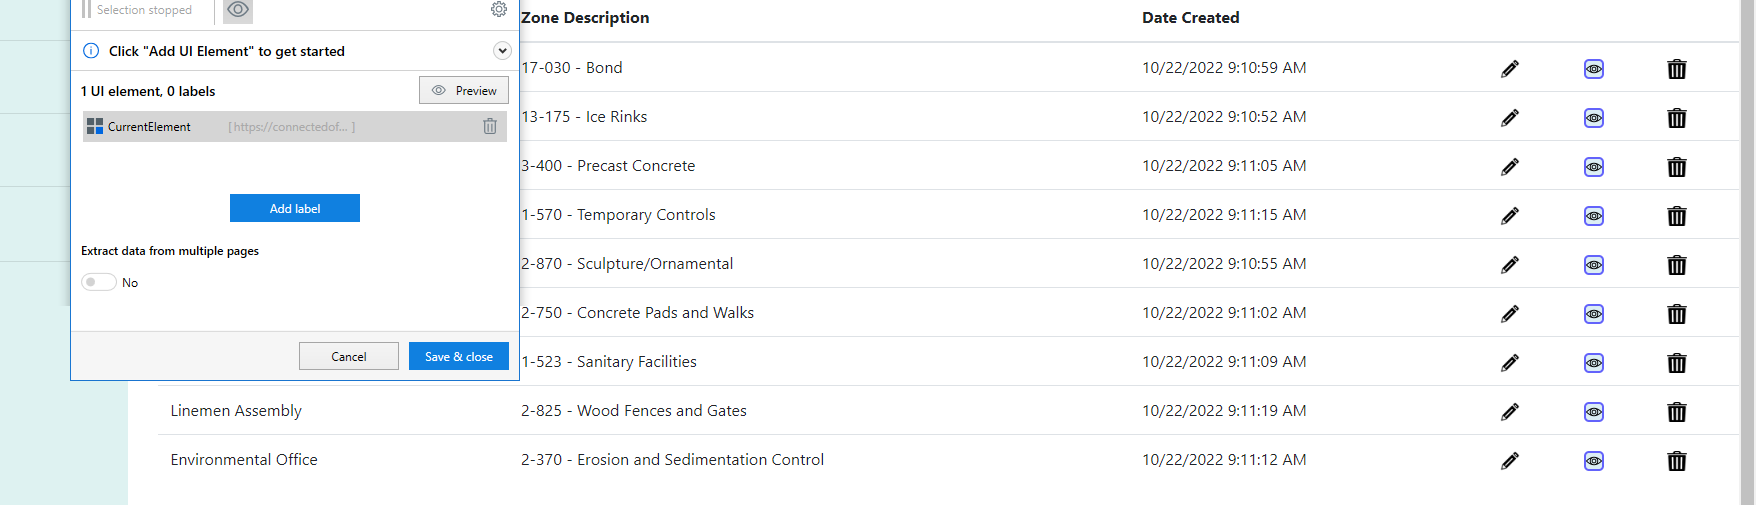 Selection stopped
Click "Add UI Element" to get started
1 UI element, 0 labels
Preview
CurrentElement [https://connectedof... ]
Add label
Extract data from multiple pages
No
Cancel Save & close
Zone Description Date Created
17-030 - Bond 10/22/2022 9:10:59 AM
13-175 - Ice Rinks 10/22/2022 9:10:52 AM
3-400 - Precast Concrete 10/22/2022 9:11:05 AM
1-570 - Temporary Controls 10/22/2022 9:11:15 AM
2-870 - Sculpture/Ornamental 10/22/2022 9:10:55 AM
2-750 - Concrete Pads and Walks 10/22/2022 9:11:02 AM
1-523 - Sanitary Facilities 10/22/2022 9:11:09 AM
Linemen Assembly 2-825 - Wood Fences and Gates 10/22/2022 9:11:19 AM
Environmental Office 2-370 - Erosion and Sedimentation Control 10/22/2022 9:11:12 AM